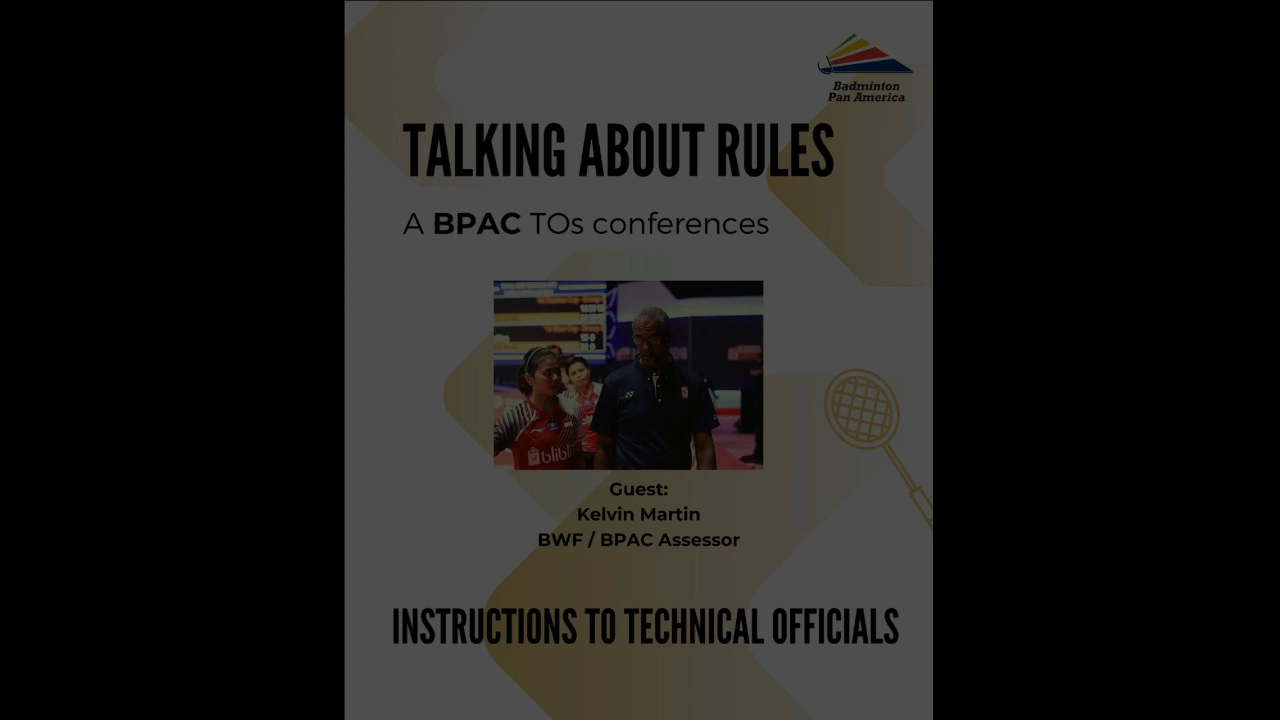 Badminton
Pan America
TALKING ABOUT RULES
A BPAC TOs conferences
blibli
Guest:
Kelvin Martin
BWF / BPAC Assessor
INSTRUCTIONS TO TECHNICAL OFFICIALS